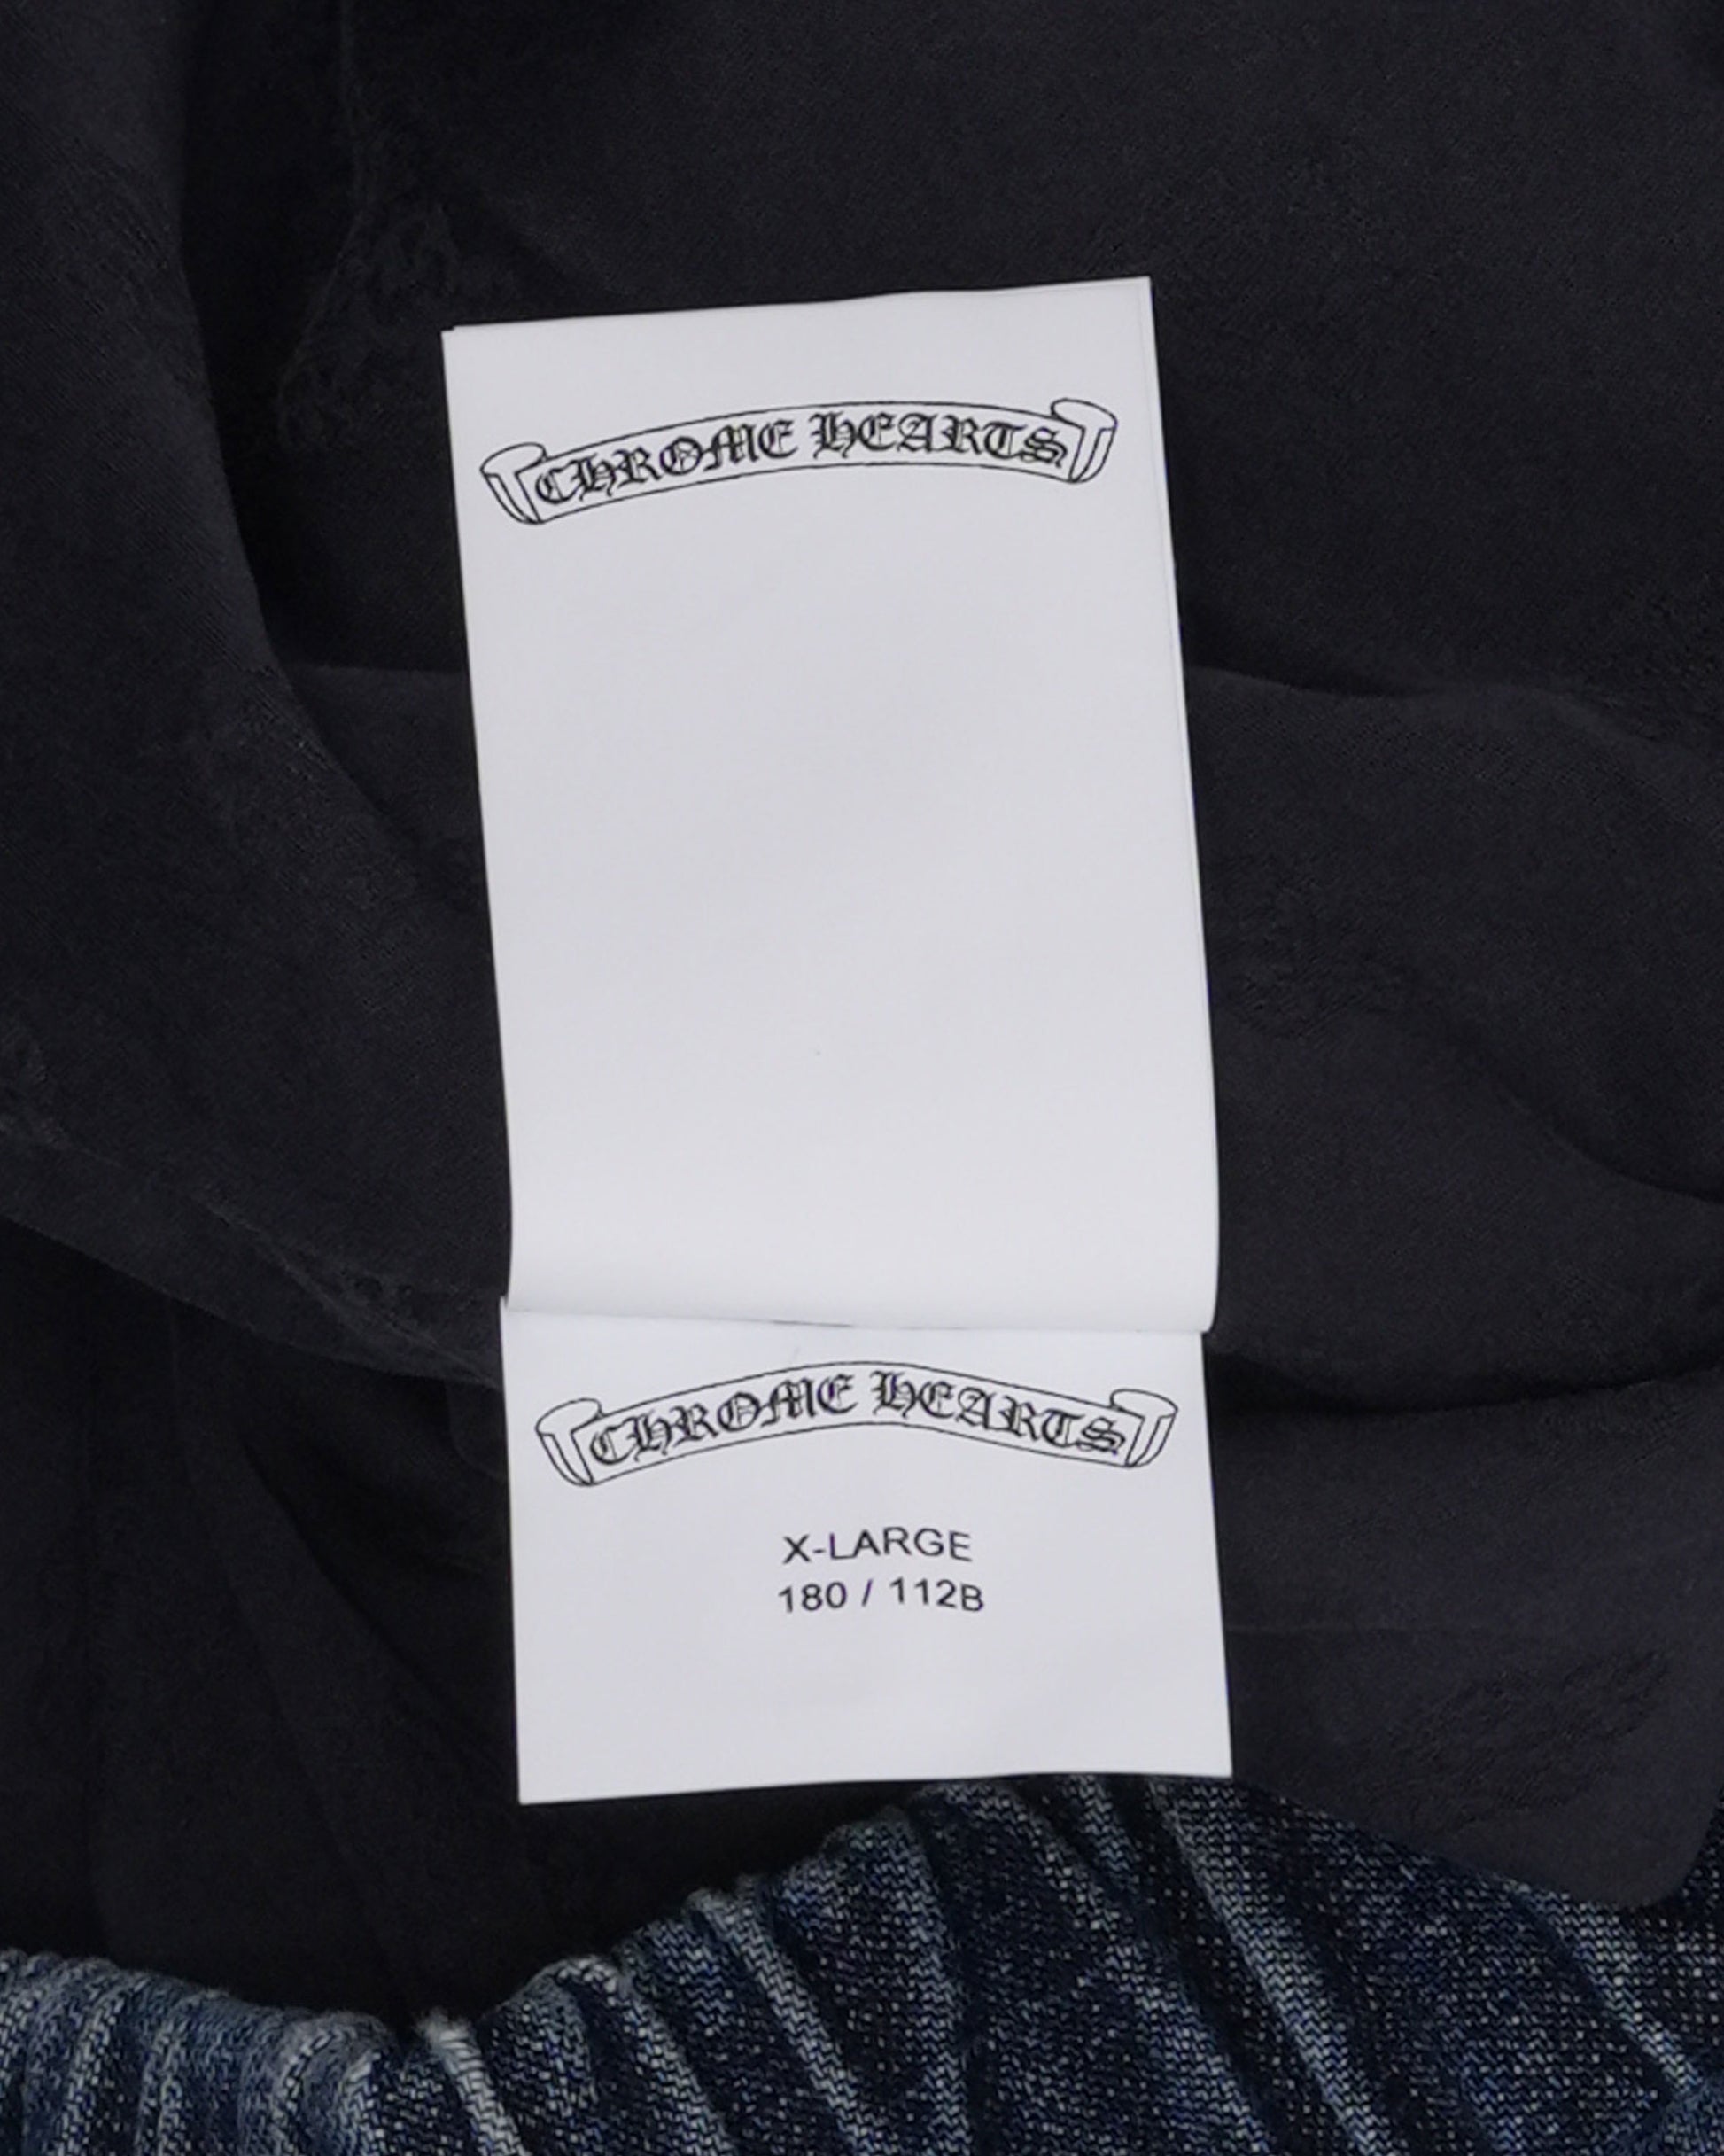 CHROME HEARTS
CHROME HEARTS
X-LARGE
180 / 112B